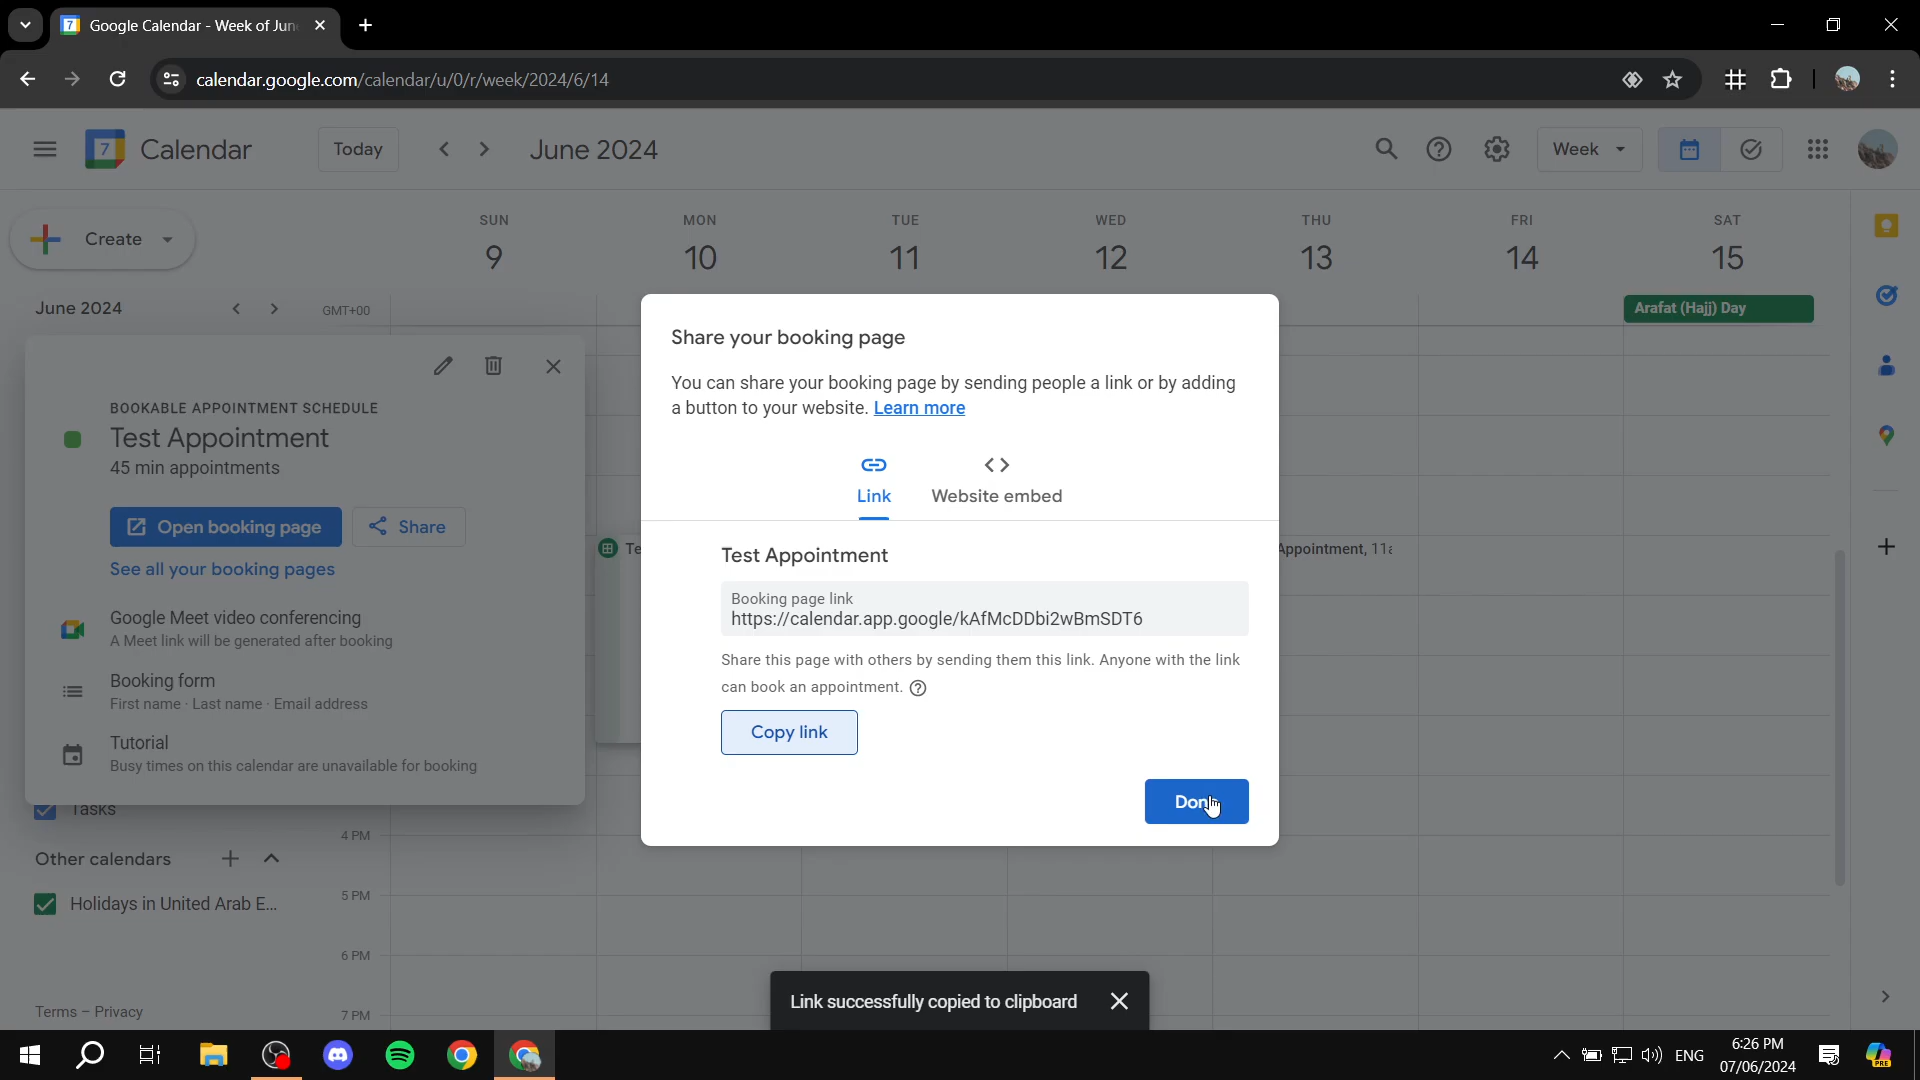 Google Calendar - Week of Jun
calendar.google.com/calendar/u/0/r/week/2024/6/14
Calendar
Today
June 2024
Week
Create
SUN
MON
TUE
WED
THU
FRI
SAT
9
10
11
12
13
14
15
June 2024
GMT+00
Arafat (Hajj) Day
BOOKABLE APPOINTMENT SCHEDULE
Test Appointment
45 min appointments
Open booking page
Share
See all your booking pages
Google Meet video conferencing
A Meet link will be generated after booking
Booking form
First name · Last name · Email address
Tutorial
Busy times on this calendar are unavailable for booking
Tasks
Other calendars
Holidays in United Arab E...
Terms – Privacy
4 PM
5 PM
6 PM
7 PM
Te
Appointment, 11a
Share your booking page
You can share your booking page by sending people a link or by adding
a button to your website. Learn more
Link
Website embed
Test Appointment
Booking page link
https://calendar.app.google/kAfMcDDbi2wBmSDT6
Share this page with others by sending them this link. Anyone with the link
can book an appointment.
Copy link
Done
Link successfully copied to clipboard
ENG
6:26 PM
07/06/2024
PRE